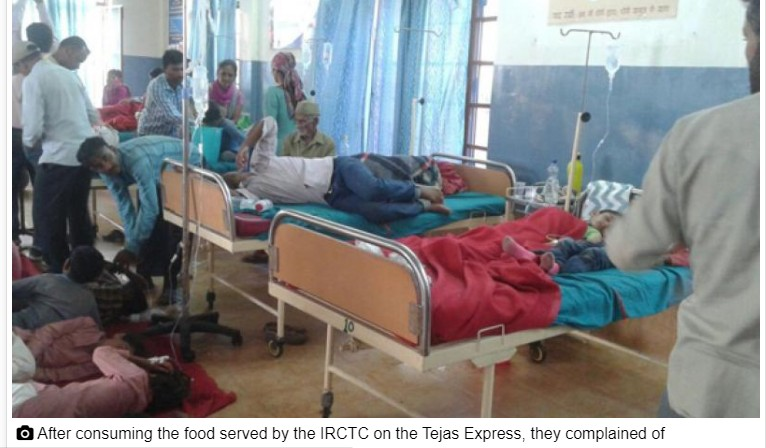 After consuming the food served by the IRCTC on the Tejas Express, they complained of